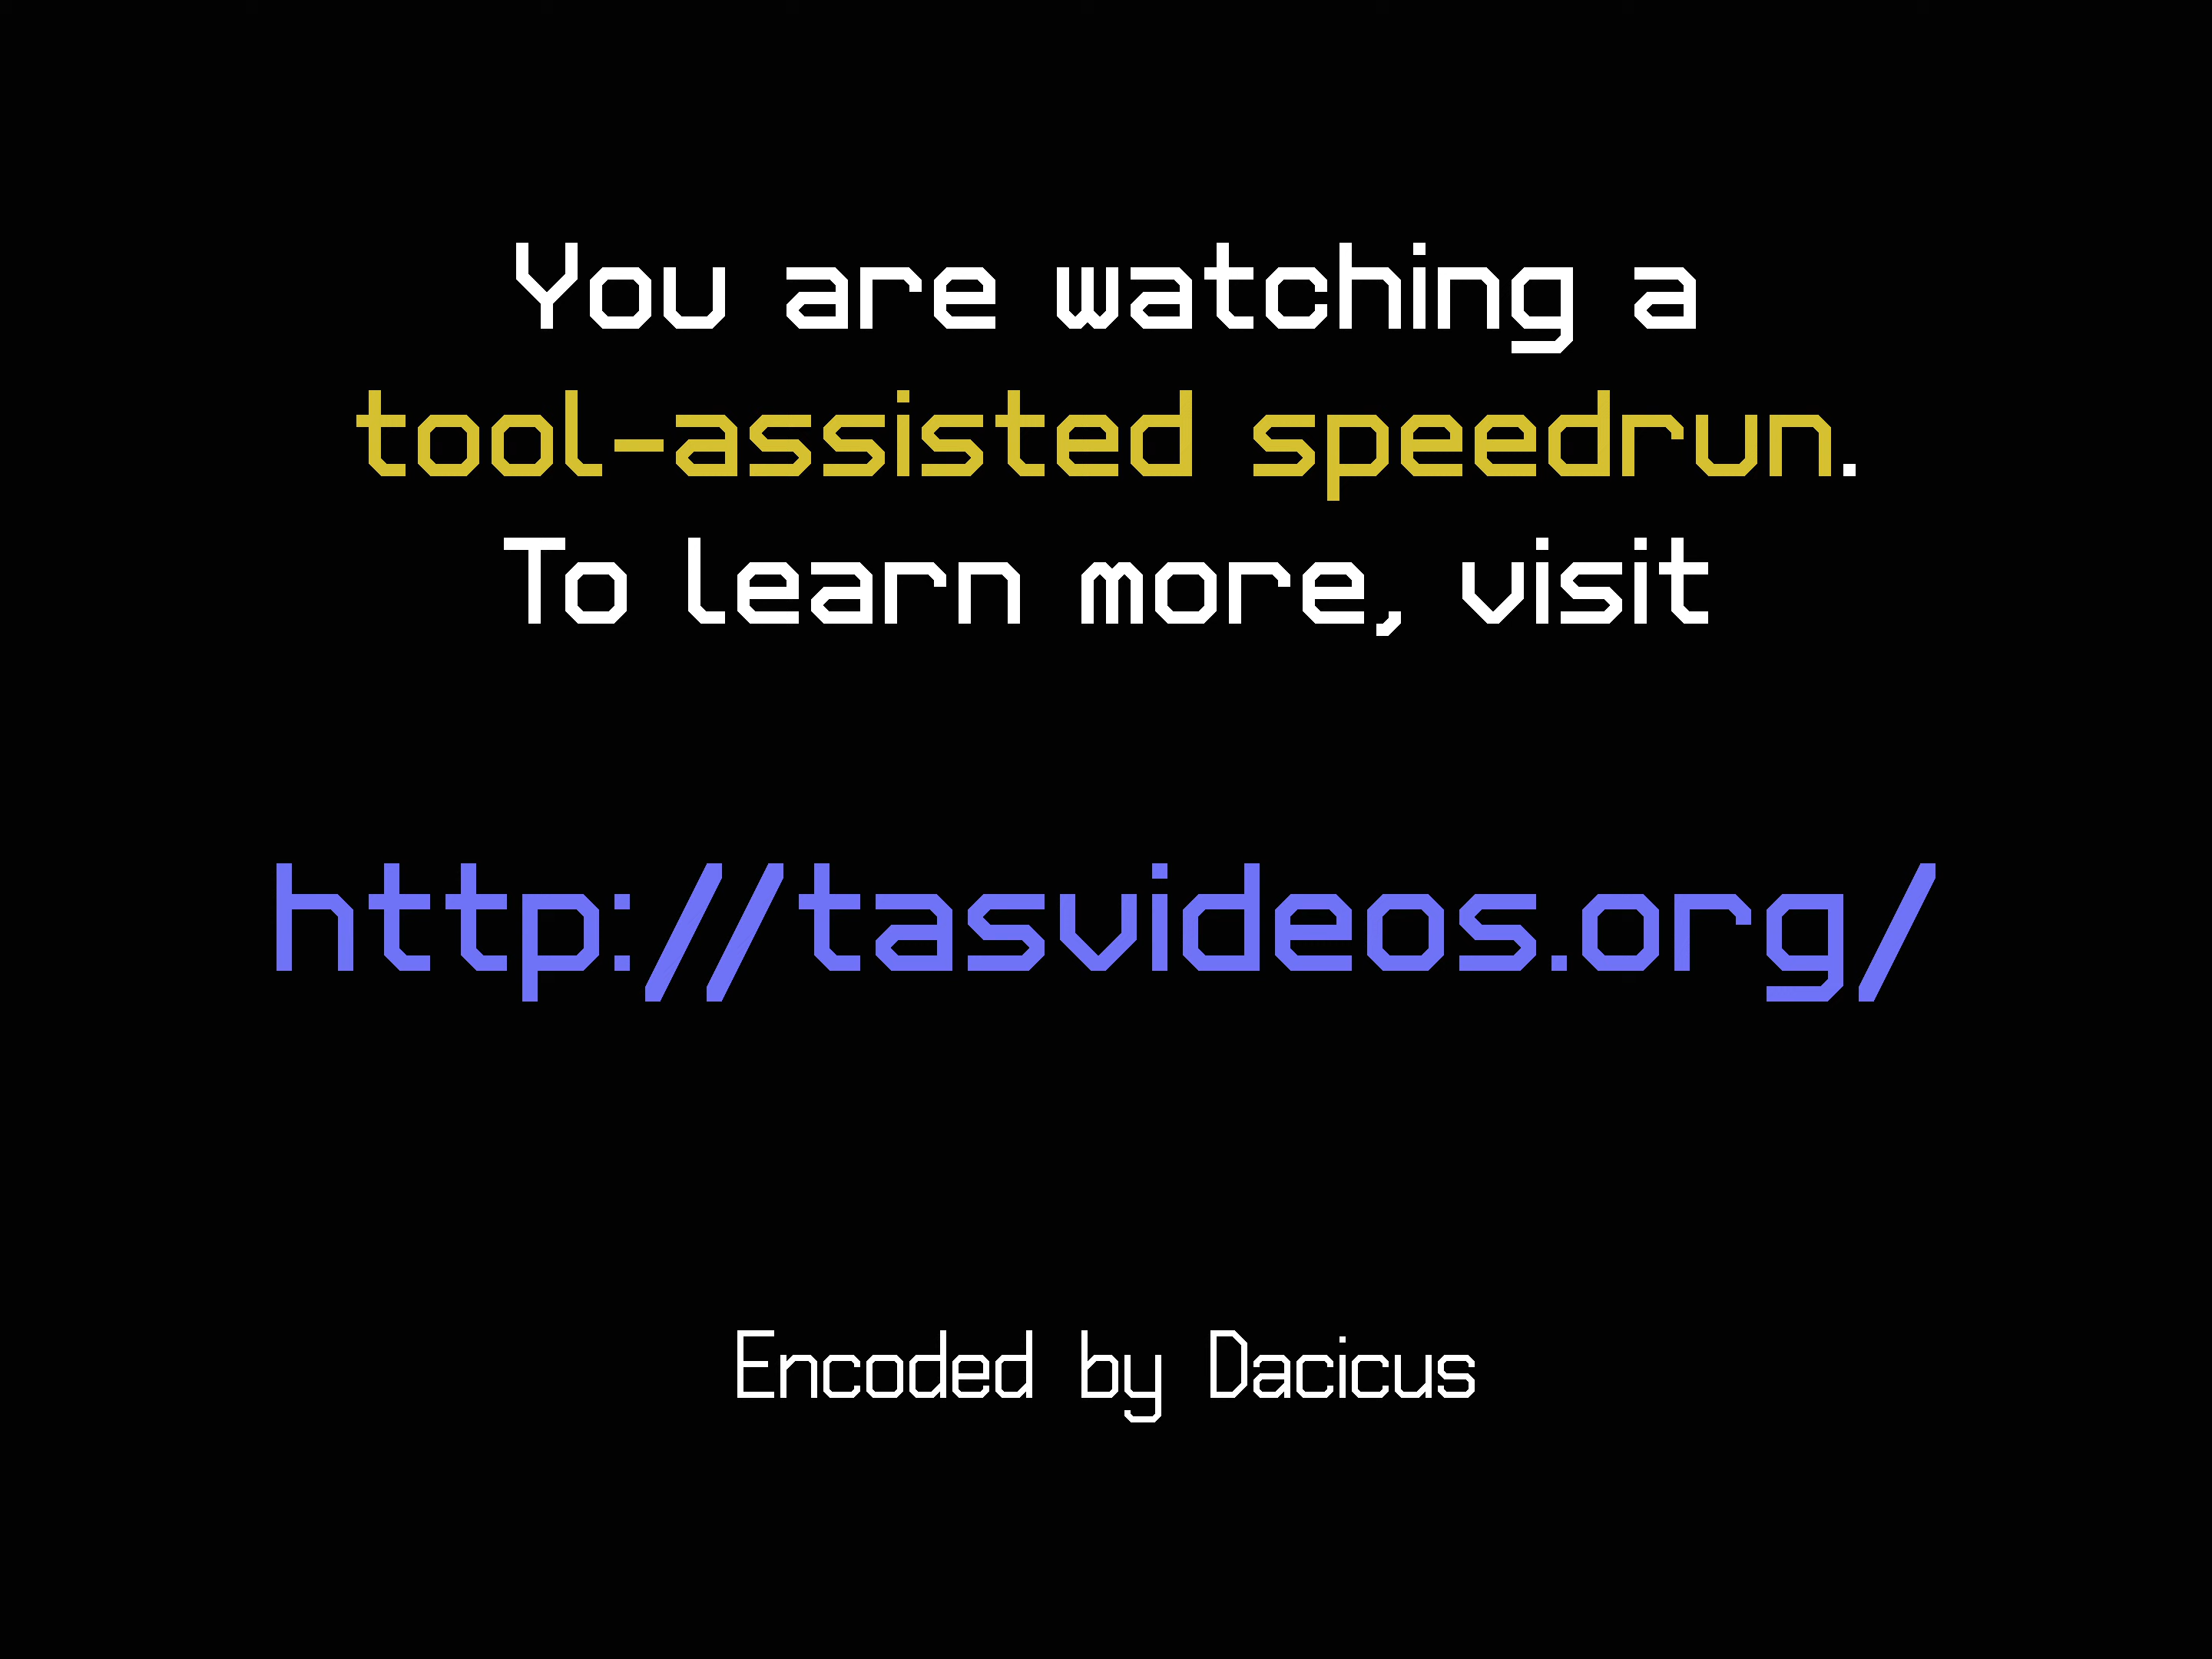 You are watching a
tool-assisted speedrun.
To learn more, visit
http://tasvideos.org/
Encoded by Dacicus